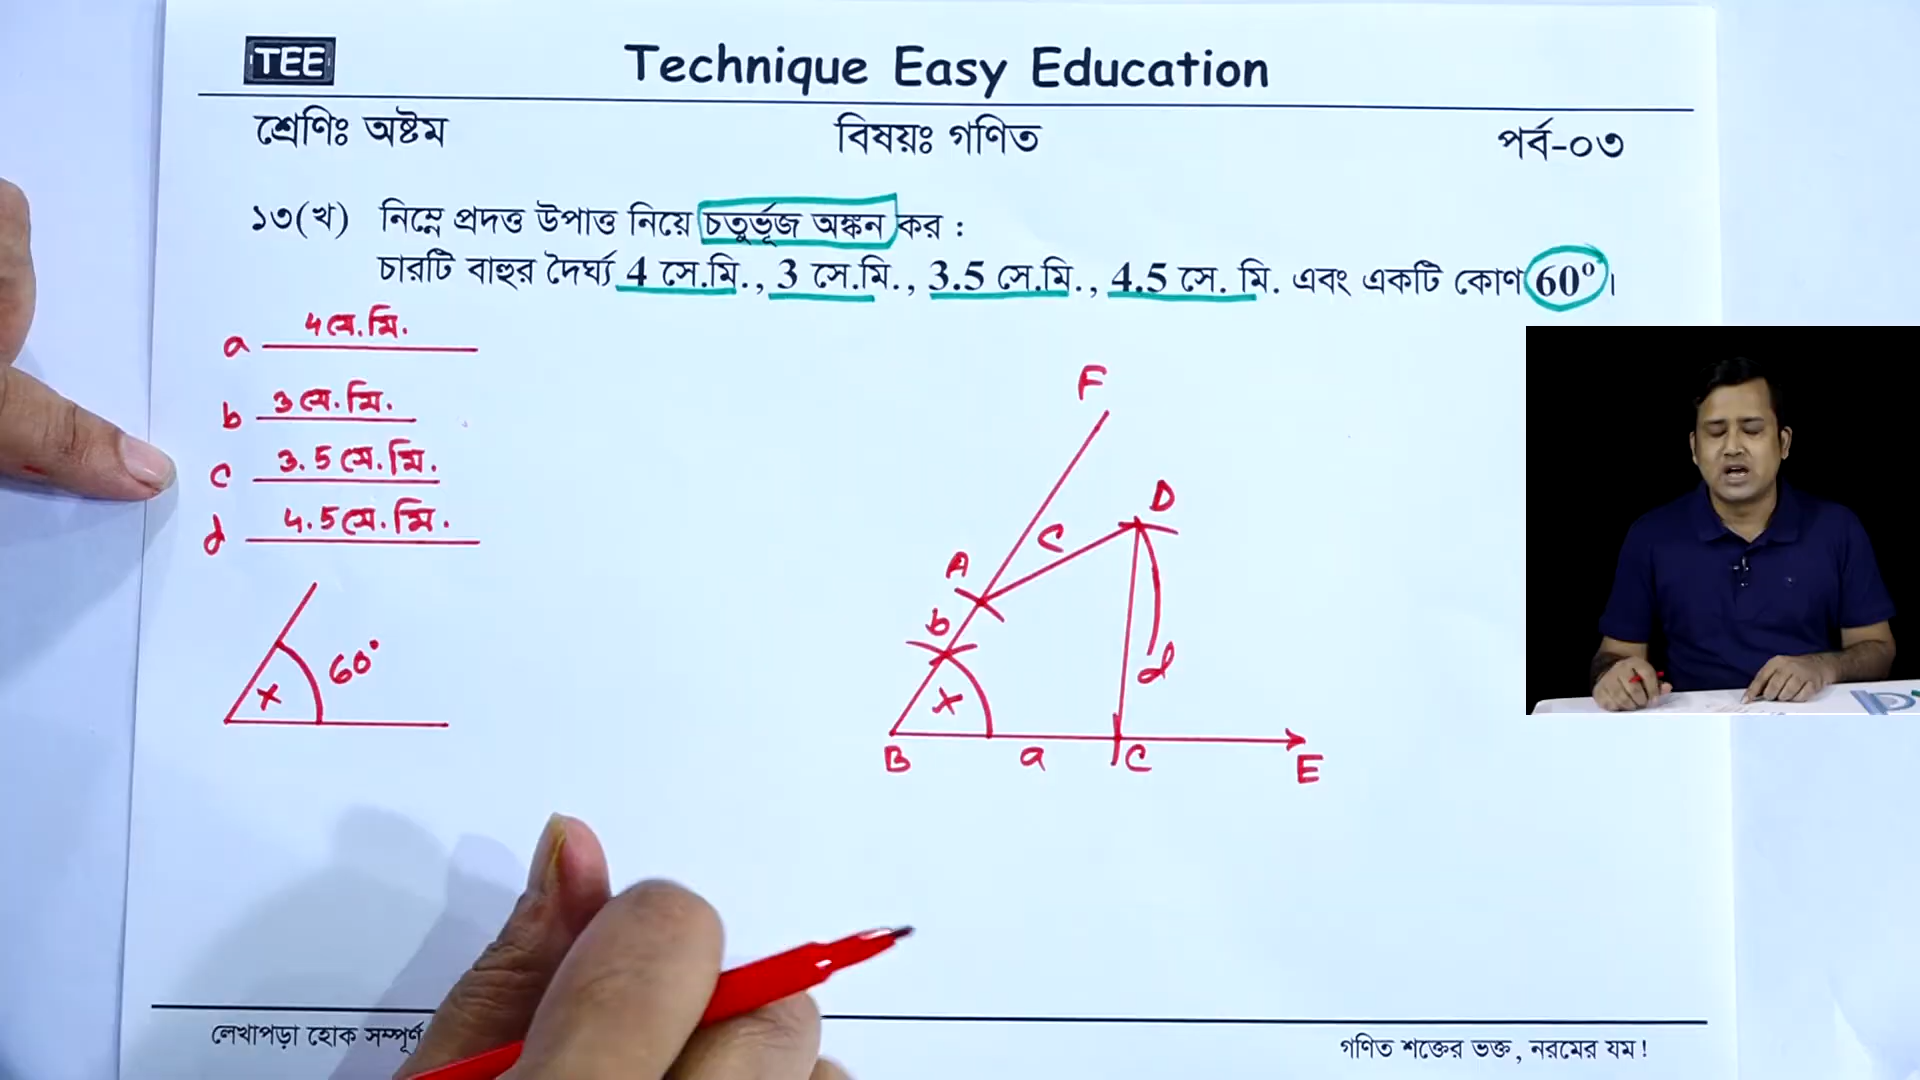 TEE
Technique Easy Education
শ্রেণিঃ অষ্টম
বিষয়ঃ গণিত
পর্ব-০৩
১৩(খ) নিম্নে প্রদত্ত উপাত্ত নিয়ে চতুর্ভূজ অঙ্কন কর :
চারটি বাহুর দৈর্ঘ্য 4 সে.মি., 3 সে.মি., 3.5 সে.মি., 4.5 সে. মি. এবং একটি কোণ 60°।
a 4 সে.মি.
b 3 সে.মি.
c 3.5 সে.মি.
d 4.5 সে.মি.
x 60°
F
D
c
A
b
x
d
B
a
C
E
লেখাপড়া হোক সম্পূর্ণ
গণিত শক্তের ভক্ত, নরমের যম!